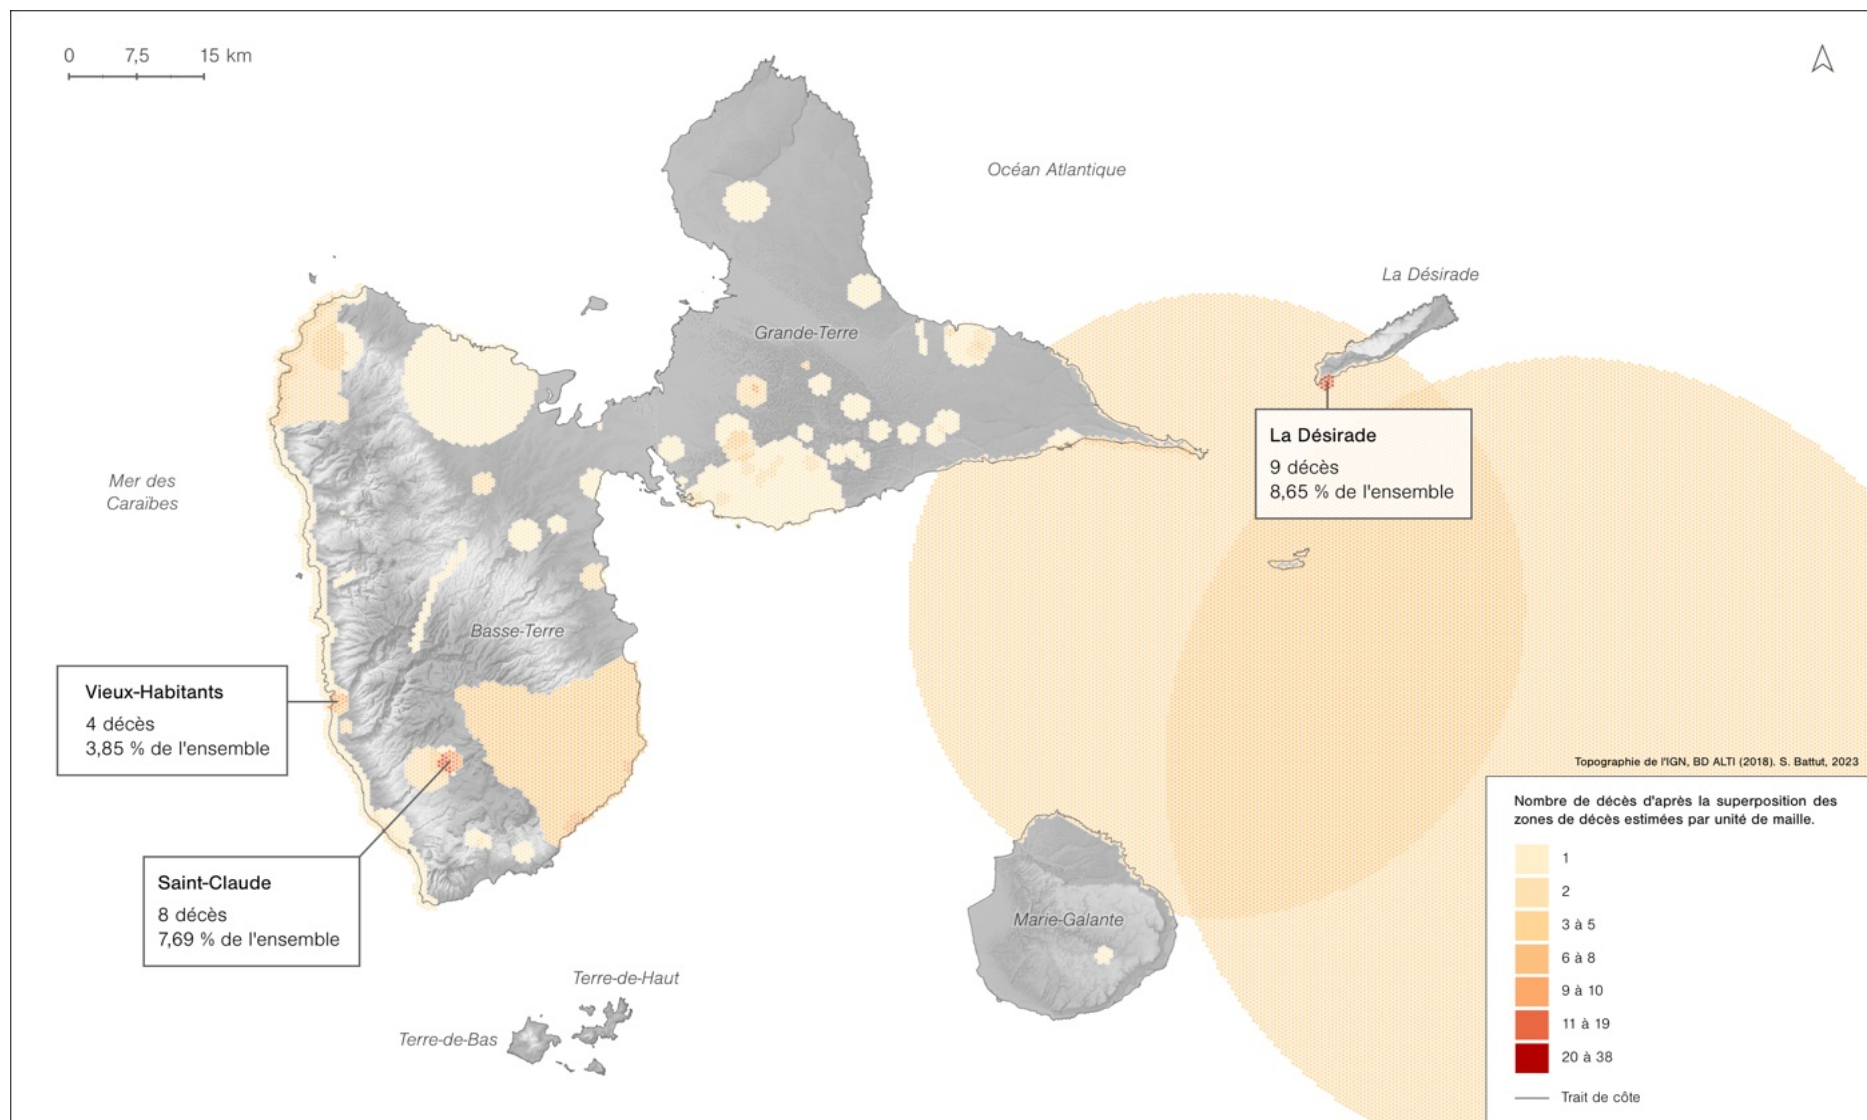 0 7,5 15 km
Océan Atlantique
La Désirade
Grande-Terre
La Désirade
9 décès
8,65 % de l'ensemble
Mer des
Caraïbes
Basse-Terre
Vieux-Habitants
4 décès
3,85 % de l'ensemble
Saint-Claude
8 décès
7,69 % de l'ensemble
Marie-Galante
Terre-de-Haut
Terre-de-Bas
Topographie de l'IGN, BD ALTI (2018). S. Battut, 2023
Nombre de décès d'après la superposition des
zones de décès estimées par unité de maille.
1
2
3 à 5
6 à 8
9 à 10
11 à 19
20 à 38
Trait de côte